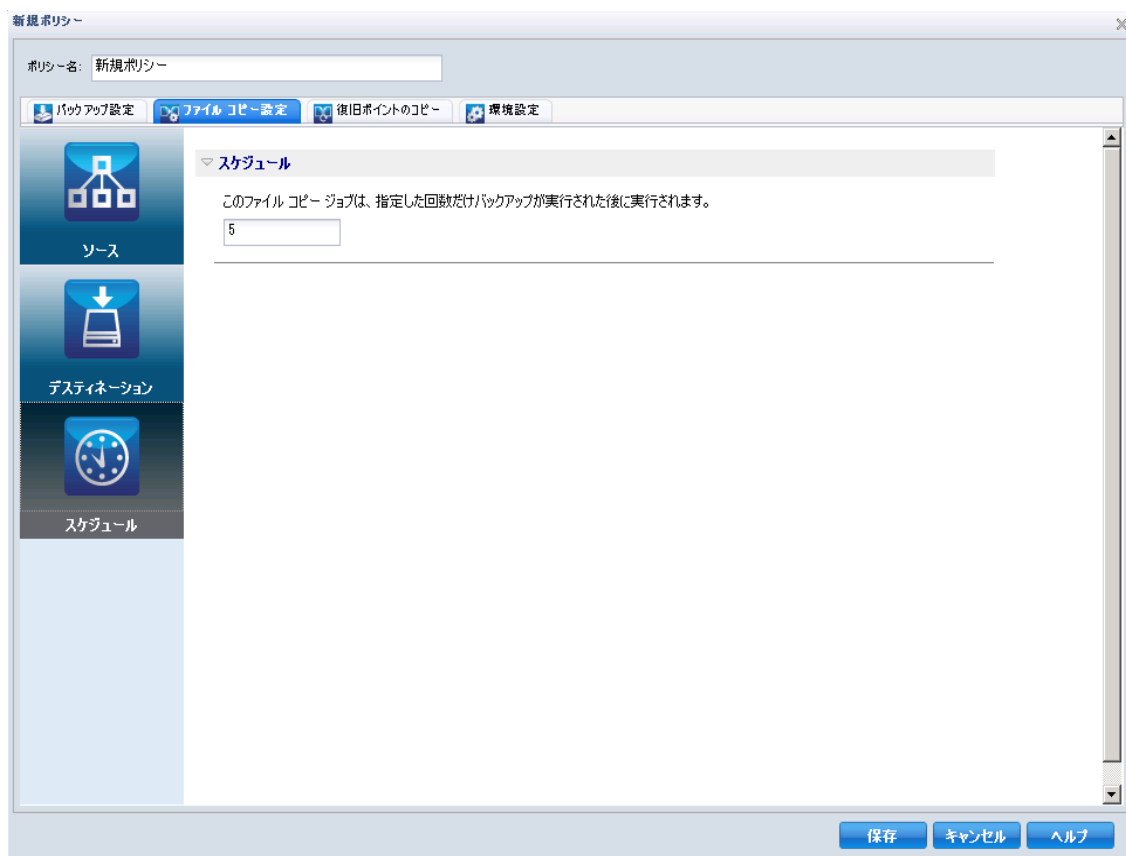 新規ポリシー
ポリシー名: 新規ポリシー
バックアップ設定 ファイル コピー設定 復旧ポイントのコピー 環境設定
スケジュール
このファイル コピー ジョブは、指定した回数だけバックアップが実行された後に実行されます。
5
ソース
デスティネーション
スケジュール
保存 キャンセル ヘルプ